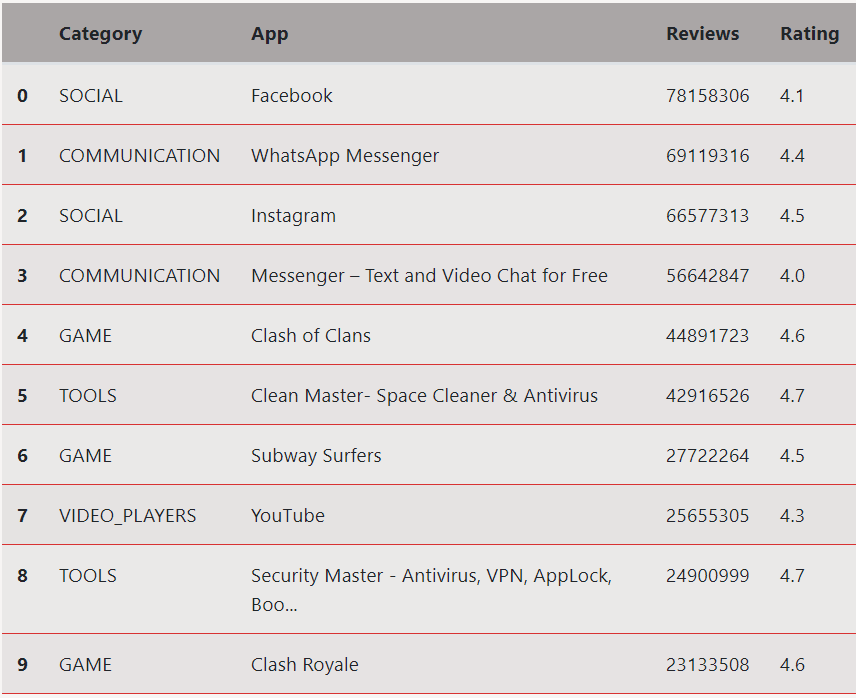 Category App Reviews Rating
0 SOCIAL Facebook 78158306 4.1
1 COMMUNICATION WhatsApp Messenger 69119316 4.4
2 SOCIAL Instagram 66577313 4.5
3 COMMUNICATION Messenger – Text and Video Chat for Free 56642847 4.0
4 GAME Clash of Clans 44891723 4.6
5 TOOLS Clean Master- Space Cleaner & Antivirus 42916526 4.7
6 GAME Subway Surfers 27722264 4.5
7 VIDEO_PLAYERS YouTube 25655305 4.3
8 TOOLS Security Master - Antivirus, VPN, AppLock, 24900999 4.7
Boo...
9 GAME Clash Royale 23133508 4.6